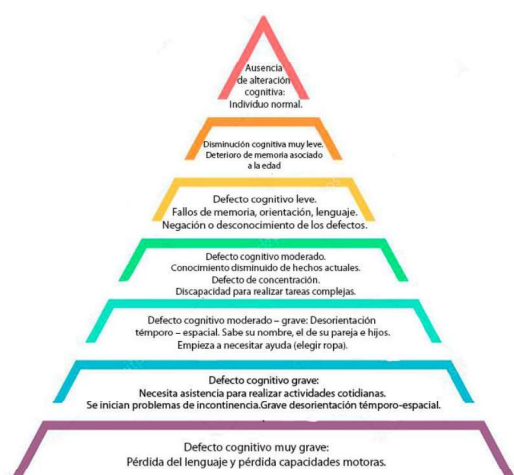 Ausencia
de alteración
cognitiva:
Individuo normal.
Disminución cognitiva muy leve.
Deterioro de memoria asociado
a la edad
Defecto cognitivo leve.
Fallos de memoria, orientación, lenguaje.
Negación o desconocimiento de los defectos.
Defecto cognitivo moderado.
Conocimiento disminuido de hechos actuales.
Defecto de concentración.
Discapacidad para realizar tareas complejas.
Defecto cognitivo moderado – grave: Desorientación
témporo – espacial. Sabe su nombre, el de su pareja e hijos.
Empieza a necesitar ayuda (elegir ropa).
Defecto cognitivo grave:
Necesita asistencia para realizar actividades cotidianas.
Se inician problemas de incontinencia.Grave desorientación témporo-espacial.
Defecto cognitivo muy grave:
Pérdida del lenguaje y pérdida capacidades motoras.